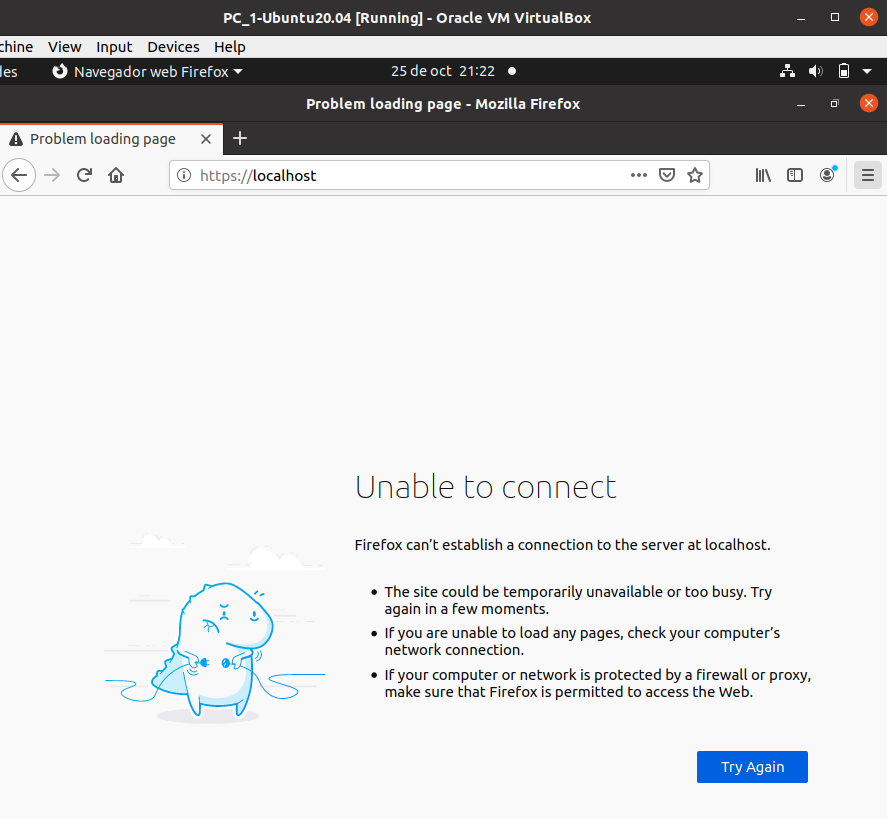 PC_1-Ubuntu20.04 [Running] - Oracle VM VirtualBox
chine View Input Devices Help
des Navegador web Firefox 25 de oct 21:22
Problem loading page - Mozilla Firefox
Problem loading page
https://localhost
Unable to connect
Firefox can’t establish a connection to the server at localhost.
The site could be temporarily unavailable or too busy. Try
again in a few moments.
If you are unable to load any pages, check your computer’s
network connection.
If your computer or network is protected by a firewall or proxy,
make sure that Firefox is permitted to access the Web.
Try Again